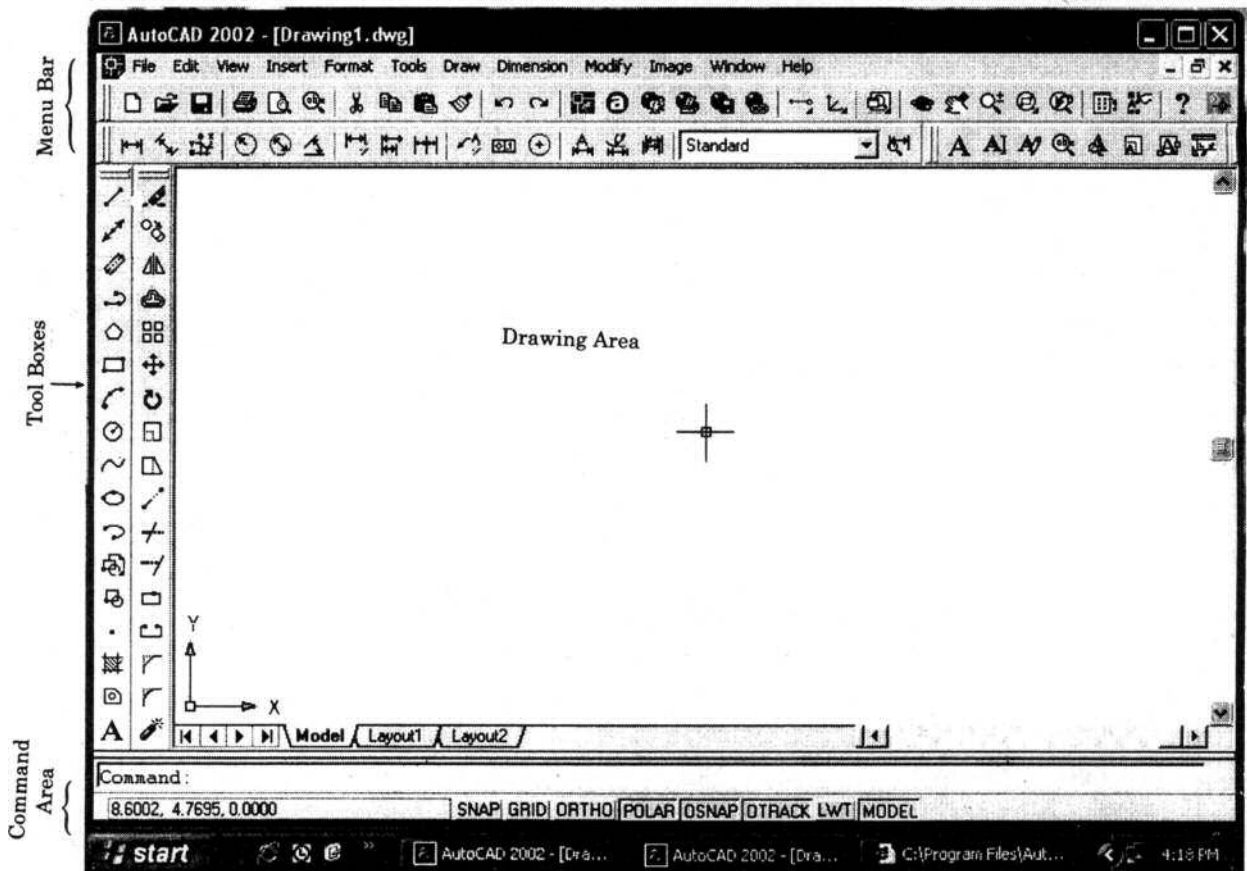 AutoCAD 2002 - [Drawing1.dwg]
File Edit View Insert Format Tools Draw Dimension Modify Image Window Help
Menu Bar
Standard
Tool Boxes
Drawing Area
Y
X
Model Layout1 Layout2
Command Area
Command:
8.6002, 4.7695, 0.0000 SNAP GRID ORTHO POLAR OSNAP OTRACK LWT MODEL
start AutoCAD 2002 - [Dra... AutoCAD 2002 - [Dra... C:\Program Files\Aut... 4:18 PM